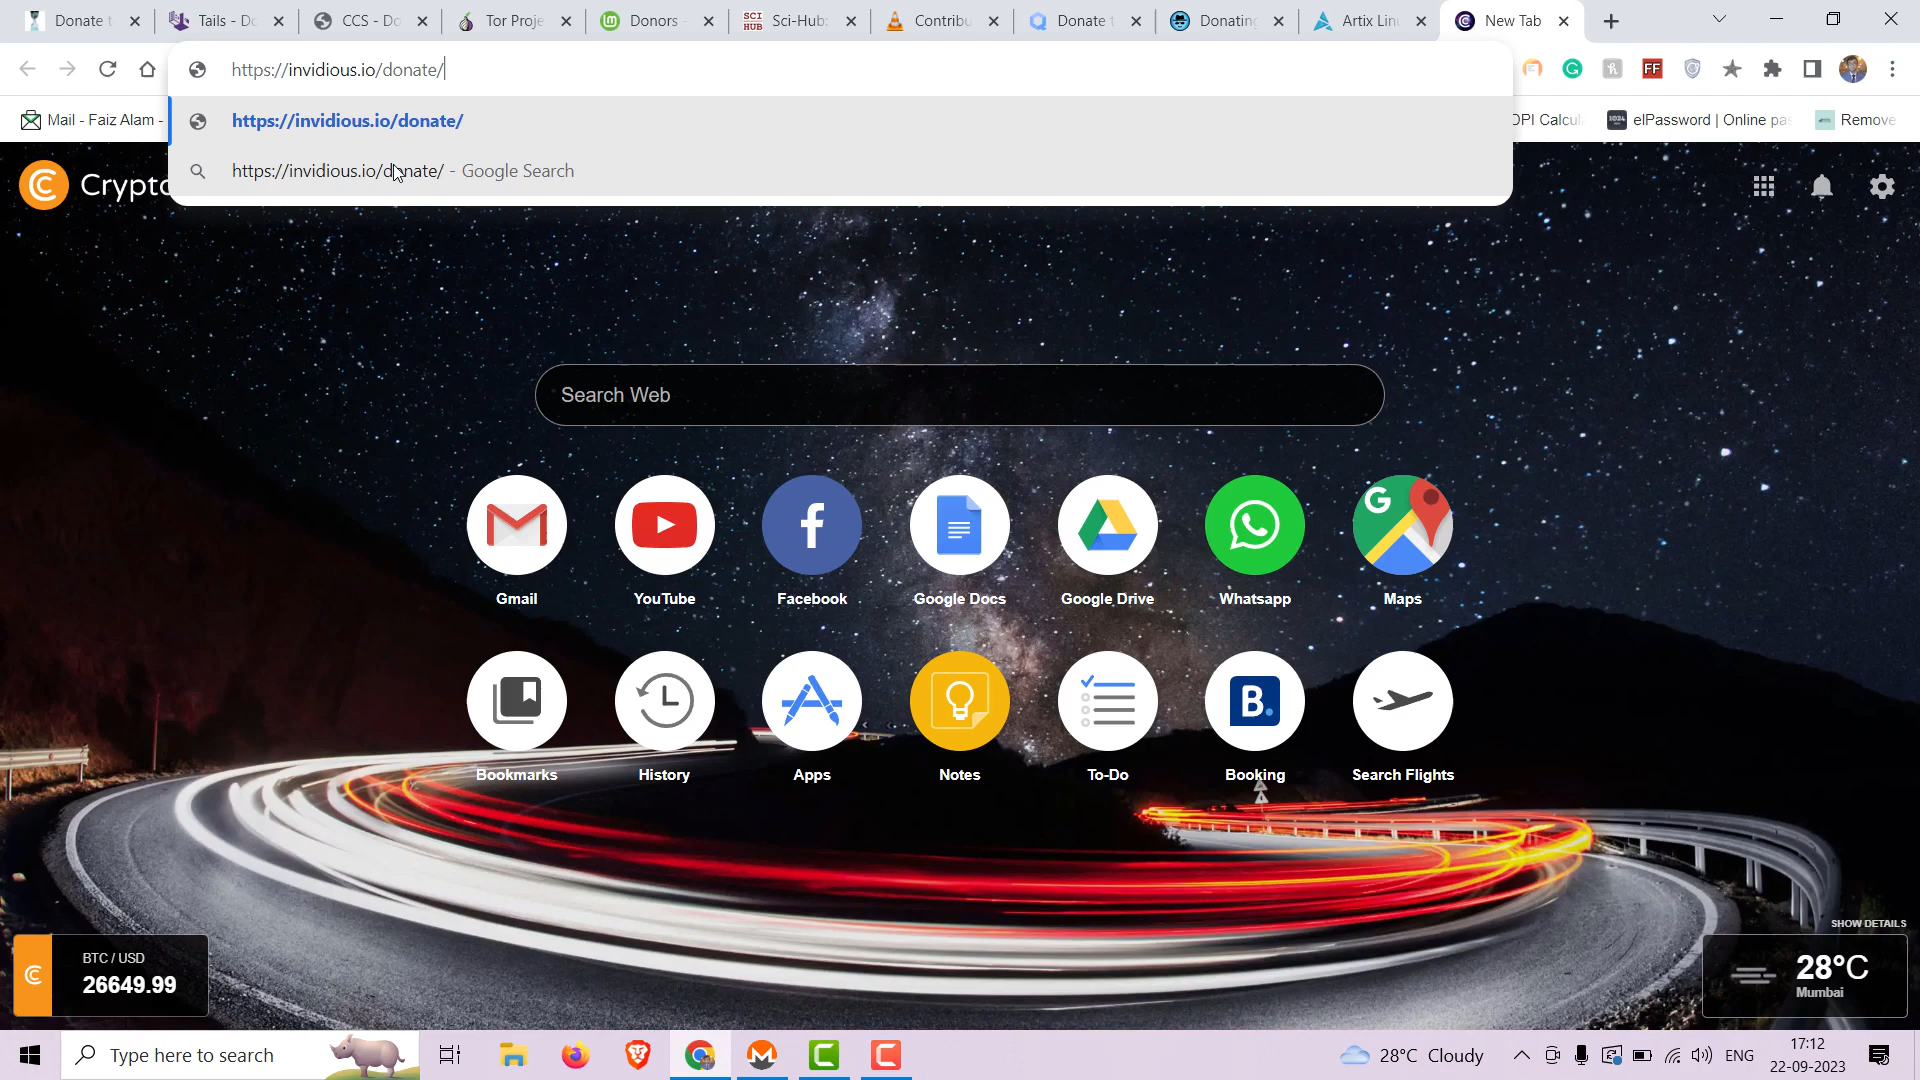 Donate t
Tails - Do
CCS - Do
Tor Proje
Donors -
SCI HUB
Sci-Hub:
Contribu
Donate t
Donating
Artix Lin
New Tab
https://invidious.io/donate/
FF
Mail - Faiz Alam -
OPI Calcul
elPassword | Online pa
Remove
https://invidious.io/donate/
https://invidious.io/donate/ - Google Search
Crypto
Search Web
Gmail
YouTube
Facebook
Google Docs
Google Drive
Whatsapp
Maps
Bookmarks
History
Apps
Notes
To-Do
Booking
Search Flights
SHOW DETAILS
BTC / USD
26649.99
28°C
Mumbai
Type here to search
28°C Cloudy
ENG
17:12
22-09-2023